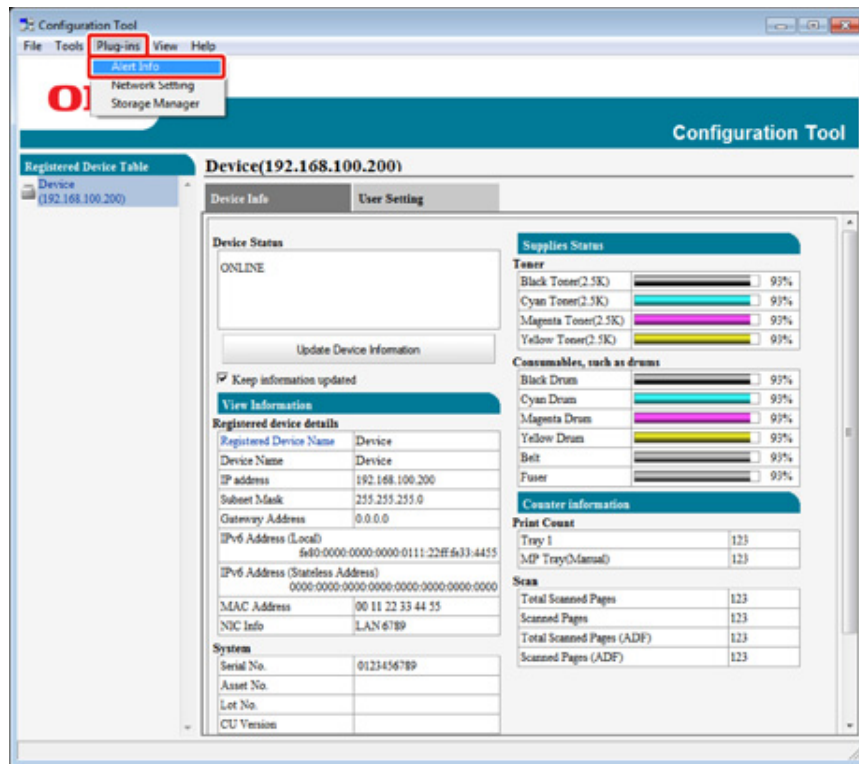 Configuration Tool
File Tools Plug-ins View Help
Alert Info
Network Setting
Storage Manager
Configuration Tool
Registered Device Table
Device
(192.168.100.200)
Device(192.168.100.200)
Device Info User Setting
Device Status
ONLINE
Update Device Information
Keep information updated
View Information
Registered device details
Registered Device Name Device
Device Name Device
IP address 192.168.100.200
Subnet Mask 255.255.255.0
Gateway Address 0.0.0.0
IPv6 Address (Local)
fe80:0000:0000:0000:0111:22ff:fe33:4455
IPv6 Address (Stateless Address)
0000:0000:0000:0000:0000:0000:0000:0000
MAC Address 00 11 22 33 44 55
NIC Info LAN 6789
System
Serial No. 0123456789
Asset No.
Lot No.
CU Version
Supplies Status
Toner
Black Toner(2.5K) 93%
Cyan Toner(2.5K) 93%
Magenta Toner(2.5K) 93%
Yellow Toner(2.5K) 93%
Consumables, such as drums
Black Drum 93%
Cyan Drum 93%
Magenta Drum 93%
Yellow Drum 93%
Belt 93%
Fuser 93%
Counter information
Print Count
Tray 1 123
MP Tray(Manual) 123
Scan
Total Scanned Pages 123
Scanned Pages 123
Total Scanned Pages (ADF) 123
Scanned Pages (ADF) 123